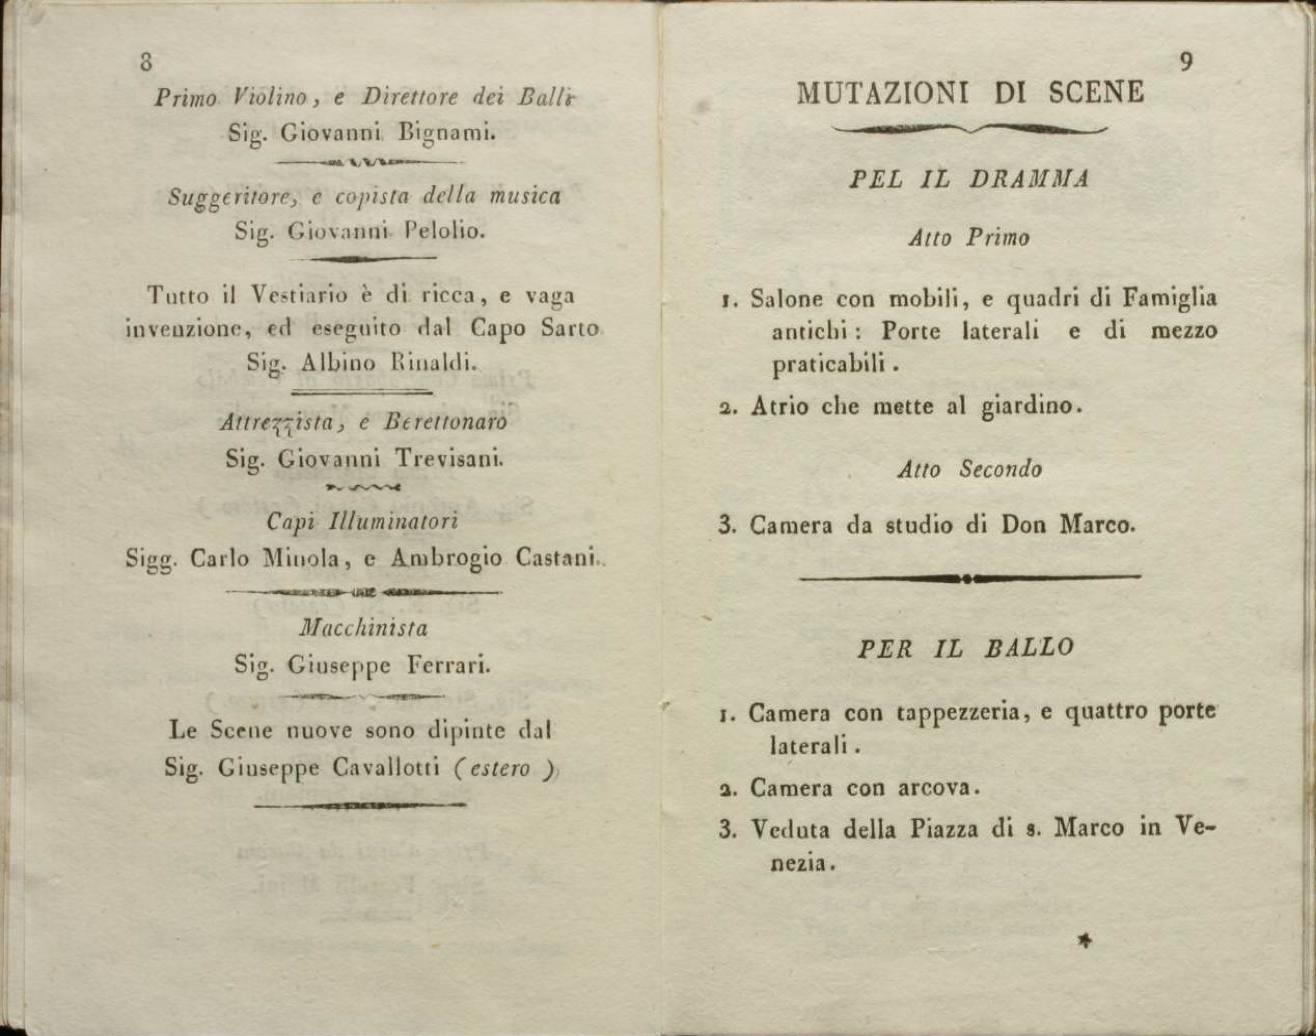 8
Primo Violino, e Direttore dei Balli
Sig. Giovanni Bignami.
Suggeritore, e copista della musica
Sig. Giovanni Pelolio.
Tutto il Vestiario è di ricca, e vaga
invenzione, ed eseguito dal Capo Sarto
Sig. Albino Rinaldi.
Attrezzista, e Berettonaro
Sig. Giovanni Trevisani.
Capi Illuminatori
Sigg. Carlo Minola, e Ambrogio Castani.
Macchinista
Sig. Giuseppe Ferrari.
Le Scene nuove sono dipinte dal
Sig. Giuseppe Cavallotti (estero)
9
MUTAZIONI DI SCENE
PEL IL DRAMMA
Atto Primo
1. Salone con mobili, e quadri di Famiglia
antichi: Porte laterali e di mezzo
praticabili.
2. Atrio che mette al giardino.
Atto Secondo
3. Camera da studio di Don Marco.
PER IL BALLO
1. Camera con tappezzeria, e quattro porte
laterali.
2. Camera con arcova.
3. Veduta della Piazza di s. Marco in Ve-
nezia.
*